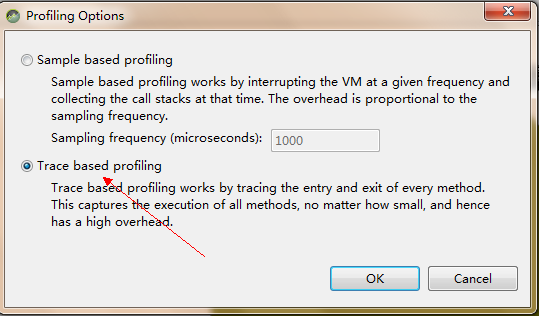 Profiling Options
Sample based profiling
Sample based profiling works by interrupting the VM at a given frequency and
collecting the call stacks at that time. The overhead is proportional to the
sampling frequency.
Sampling frequency (microseconds): 1000
Trace based profiling
Trace based profiling works by tracing the entry and exit of every method.
This captures the execution of all methods, no matter how small, and hence
has a high overhead.
OK Cancel